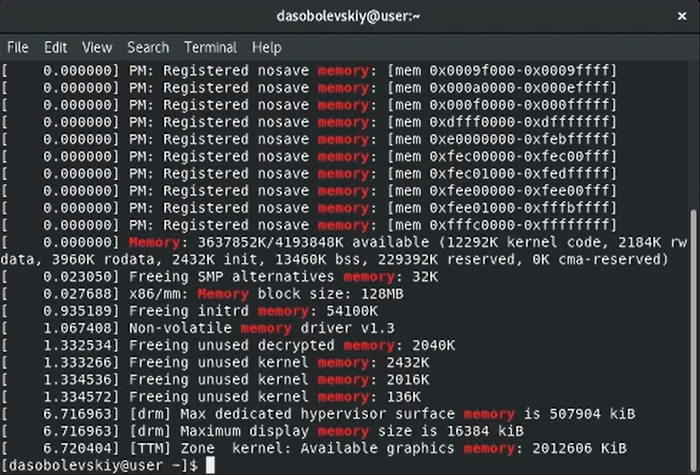 dasobolevskiy@user:~
File Edit View Search Terminal Help
[    0.000000] PM: Registered nosave memory: [mem 0x0009f000-0x0009ffff]
[    0.000000] PM: Registered nosave memory: [mem 0x000a0000-0x000effff]
[    0.000000] PM: Registered nosave memory: [mem 0x000f0000-0x000fffff]
[    0.000000] PM: Registered nosave memory: [mem 0xdfff0000-0xdfffffff]
[    0.000000] PM: Registered nosave memory: [mem 0xe0000000-0xfebfffff]
[    0.000000] PM: Registered nosave memory: [mem 0xfec00000-0xfec00fff]
[    0.000000] PM: Registered nosave memory: [mem 0xfec01000-0xfedfffff]
[    0.000000] PM: Registered nosave memory: [mem 0xfee00000-0xfee00fff]
[    0.000000] PM: Registered nosave memory: [mem 0xfee01000-0xfffbffff]
[    0.000000] PM: Registered nosave memory: [mem 0xfffc0000-0xffffffff]
[    0.000000] Memory: 3637852K/4193848K available (12292K kernel code, 2184K rw
data, 3960K rodata, 2432K init, 13460K bss, 229392K reserved, 0K cma-reserved)
[    0.023050] Freeing SMP alternatives memory: 32K
[    0.027688] x86/mm: Memory block size: 128MB
[    0.935189] Freeing initrd memory: 54100K
[    1.067408] Non-volatile memory driver v1.3
[    1.332534] Freeing unused decrypted memory: 2040K
[    1.333266] Freeing unused kernel memory: 2432K
[    1.334536] Freeing unused kernel memory: 2016K
[    1.334572] Freeing unused kernel memory: 136K
[    6.716963] [drm] Max dedicated hypervisor surface memory is 507904 kiB
[    6.716963] [drm] Maximum display memory size is 16384 kiB
[    6.720404] [TTM] Zone  kernel: Available graphics memory: 2012606 KiB
[dasobolevskiy@user ~]$